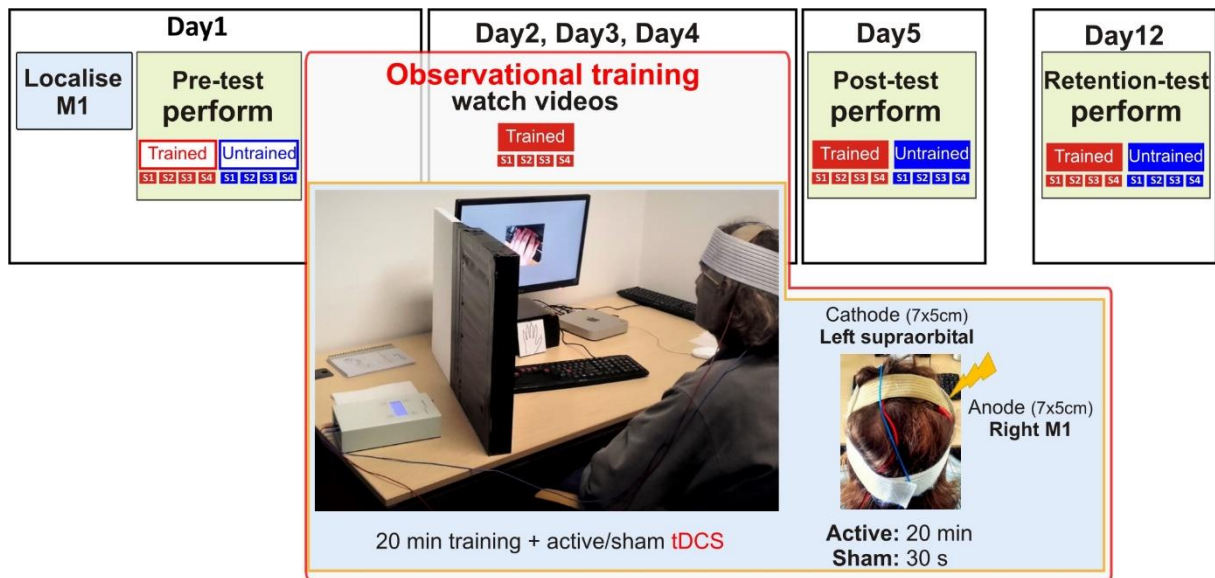 Day1
Localise
M1
Pre-test
perform
Trained Untrained
S1 S2 S3 S4 S1 S2 S3 S4
Day2, Day3, Day4
Observational training
watch videos
Trained
S1 S2 S3 S4
Day5
Post-test
perform
Trained Untrained
S1 S2 S3 S4 S1 S2 S3 S4
Day12
Retention-test
perform
Trained Untrained
S1 S2 S3 S4 S1 S2 S3 S4
20 min training + active/sham tDCS
Cathode (7x5cm)
Left supraorbital
Anode (7x5cm)
Right M1
Active: 20 min
Sham: 30 s